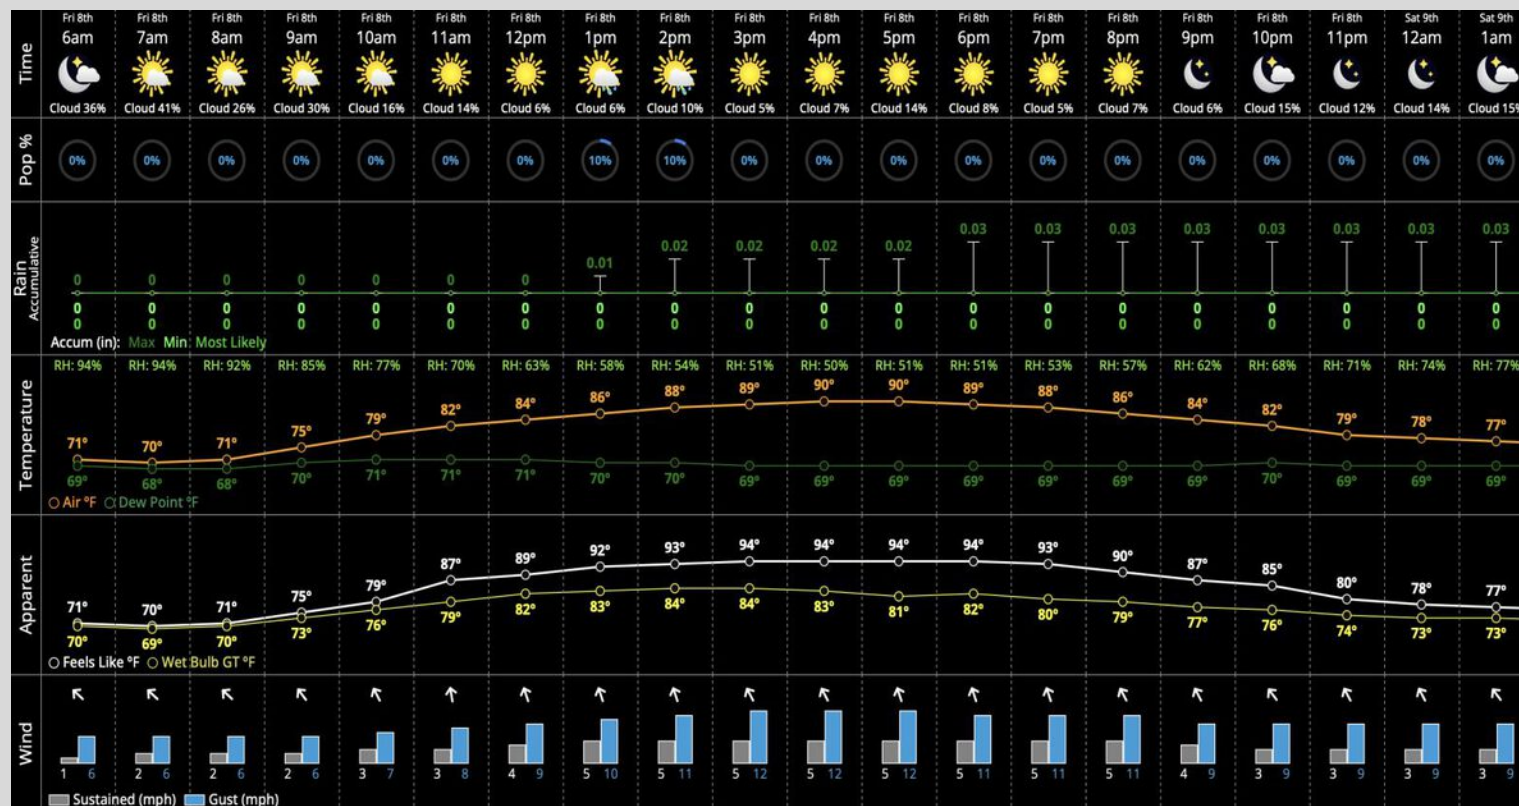 Time
Fri 8th Fri 8th Fri 8th Fri 8th Fri 8th Fri 8th Fri 8th Fri 8th Fri 8th Fri 8th Fri 8th Fri 8th Fri 8th Fri 8th Fri 8th Fri 8th Fri 8th Fri 8th Sat 9th Sat 9th
6am 7am 8am 9am 10am 11am 12pm 1pm 2pm 3pm 4pm 5pm 6pm 7pm 8pm 9pm 10pm 11pm 12am 1am
Cloud 36% Cloud 41% Cloud 26% Cloud 30% Cloud 16% Cloud 14% Cloud 6% Cloud 6% Cloud 10% Cloud 5% Cloud 7% Cloud 14% Cloud 8% Cloud 5% Cloud 7% Cloud 6% Cloud 15% Cloud 12% Cloud 14% Cloud 15%
Pop %
0% 0% 0% 0% 0% 0% 0% 10% 10% 0% 0% 0% 0% 0% 0% 0% 0% 0% 0% 0%
Rain
Accumulative
0 0 0 0 0 0 0 0.01 0.02 0.02 0.02 0.02 0.03 0.03 0.03 0.03 0.03 0.03 0.03 0.03
0 0 0 0 0 0 0 0 0 0 0 0 0 0 0 0 0 0 0 0
0 0 0 0 0 0 0 0 0 0 0 0 0 0 0 0 0 0 0 0
Accum (in): Max Min Most Likely
Temperature
RH: 94% RH: 94% RH: 92% RH: 85% RH: 77% RH: 70% RH: 63% RH: 58% RH: 54% RH: 51% RH: 50% RH: 51% RH: 51% RH: 53% RH: 57% RH: 62% RH: 68% RH: 71% RH: 74% RH: 77%
71° 70° 71° 75° 79° 82° 84° 86° 88° 89° 90° 90° 89° 88° 86° 84° 82° 79° 78° 77°
69° 68° 68° 70° 71° 71° 71° 70° 70° 69° 69° 69° 69° 69° 69° 69° 70° 69° 69° 69°
Air °F Dew Point °F
Apparent
71° 70° 71° 75° 79° 87° 89° 92° 93° 94° 94° 94° 94° 93° 90° 87° 85° 80° 78° 77°
70° 69° 70° 73° 76° 79° 82° 83° 84° 84° 83° 81° 82° 80° 79° 77° 76° 74° 73° 73°
Feels Like °F Wet Bulb GT °F
Wind
1 6 2 6 2 6 2 6 3 7 3 8 4 9 5 10 5 11 5 12 5 12 5 12 5 11 5 11 5 11 4 9 3 9 3 9 3 9 3 9
Sustained (mph) Gust (mph)